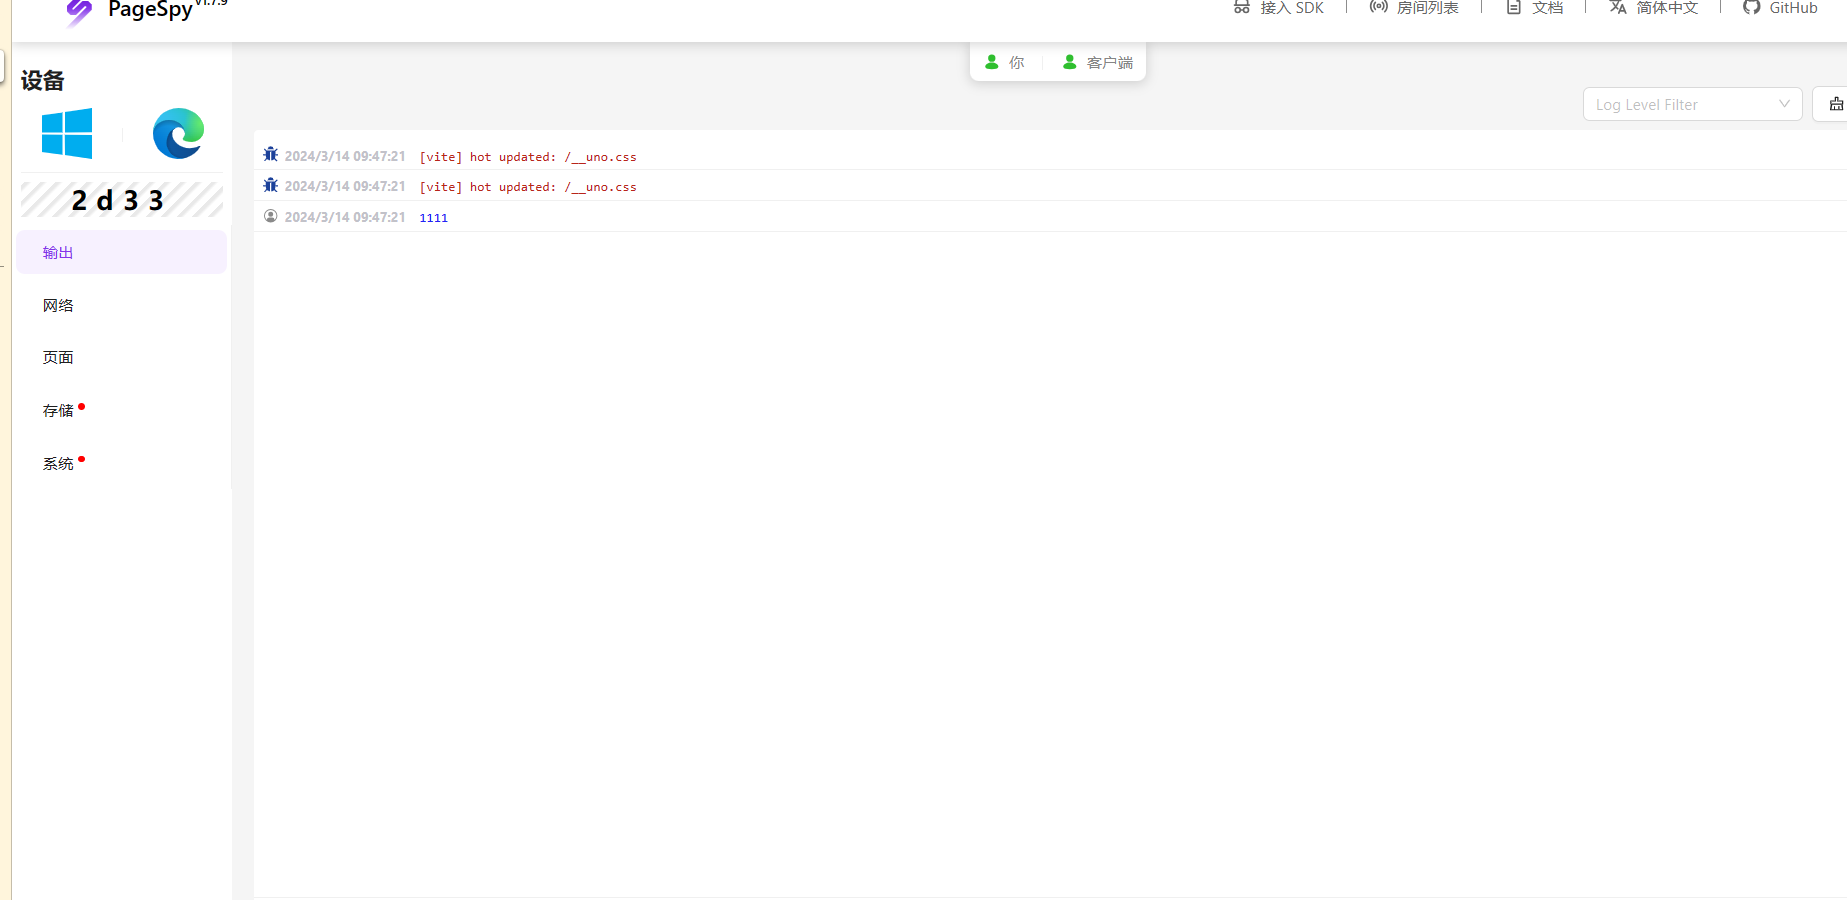 PageSpy V1.7.9
接入 SDK
房间列表
文档
简体中文
GitHub
你
客户端
设备
Log Level Filter
2d33
输出
网络
页面
存储
系统
2024/3/14 09:47:21 [vite] hot updated: /__uno.css
2024/3/14 09:47:21 [vite] hot updated: /__uno.css
2024/3/14 09:47:21 1111